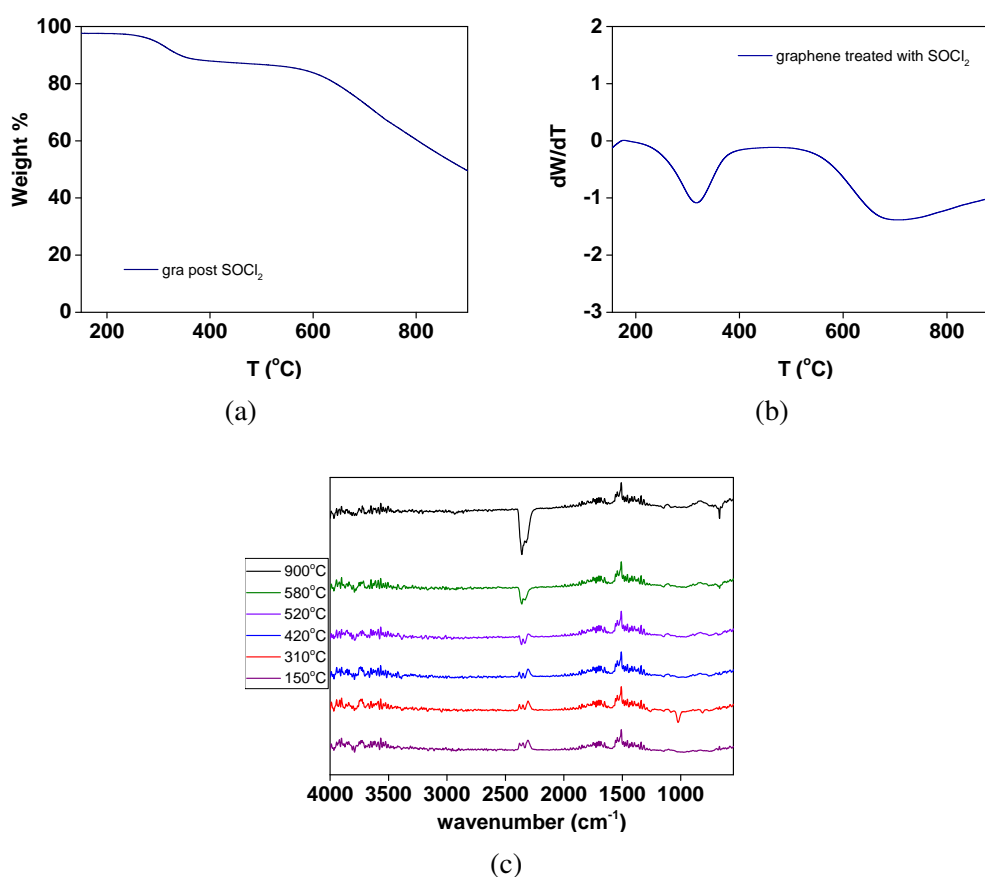 100
80
60
40
20
0
Weight %
gra post SOCl₂
200 400 600 800
T (°C)
(a)
2
1
0
-1
-2
-3
dW/dT
graphene treated with SOCl₂
200 400 600 800
T (°C)
(b)
900°C
580°C
520°C
420°C
310°C
150°C
4000 3500 3000 2500 2000 1500 1000
wavenumber (cm⁻¹)
(c)